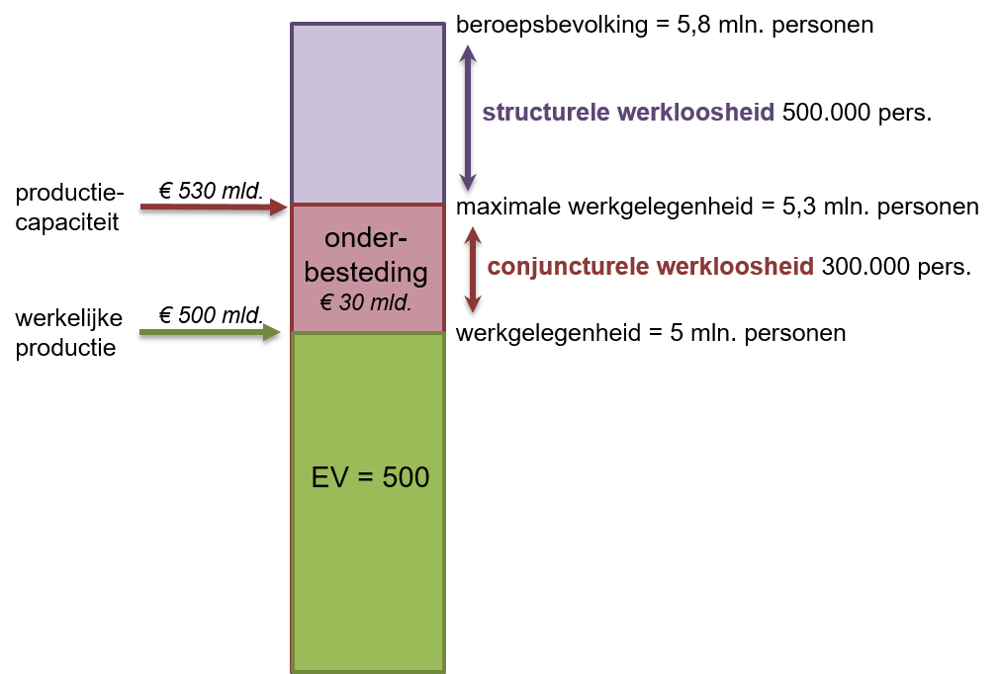 beroepsbevolking = 5,8 mln. personen
structurele werkloosheid 500.000 pers.
productie-
capaciteit
€ 530 mld.
maximale werkgelegenheid = 5,3 mln. personen
onder-
besteding
€ 30 mld.
conjuncturele werkloosheid 300.000 pers.
werkelijke
productie
€ 500 mld.
werkgelegenheid = 5 mln. personen
EV = 500